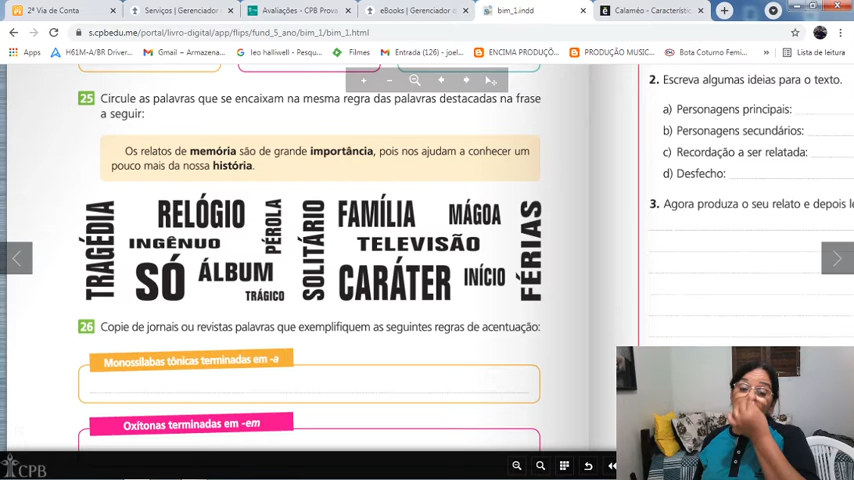 2ª Via de Conta
Serviços | Gerenciador
Avaliações - CPB Prova
eBooks | Gerenciador d
bim_1.indd
Calaméo - Característic
s.cpbedu.me/portal/livro-digital/app/flips/fund_5_ano/bim_1/bim_1.html
H61M-A/BR Driver...
Gmail – Armazena...
leo halliwell - Pesqu...
Filmes
Entrada (126) - joel...
ENCIMA PRODUÇÕ...
PRODUÇÃO MUSIC...
Bota Coturno Femi...
Lista de leitura
25 Circule as palavras que se encaixam na mesma regra das palavras destacadas na frase
a seguir:
Os relatos de memória são de grande importância, pois nos ajudam a conhecer um
pouco mais da nossa história.
TRAGÉDIA
RELÓGIO
PÉROLA
SOLITÁRIO
FAMÍLIA
MÁGOA
FÉRIAS
INGÊNUO
TELEVISÃO
SÓ
ÁLBUM
TRÁGICO
CARÁTER
INÍCIO
26 Copie de jornais ou revistas palavras que exemplifiquem as seguintes regras de acentuação:
Monossílabas tônicas terminadas em -a
Oxítonas terminadas em -em
2. Escreva algumas ideias para o texto.
a) Personagens principais:
b) Personagens secundários:
c) Recordação a ser relatada:
d) Desfecho:
3. Agora produza o seu relato e depois
CPB